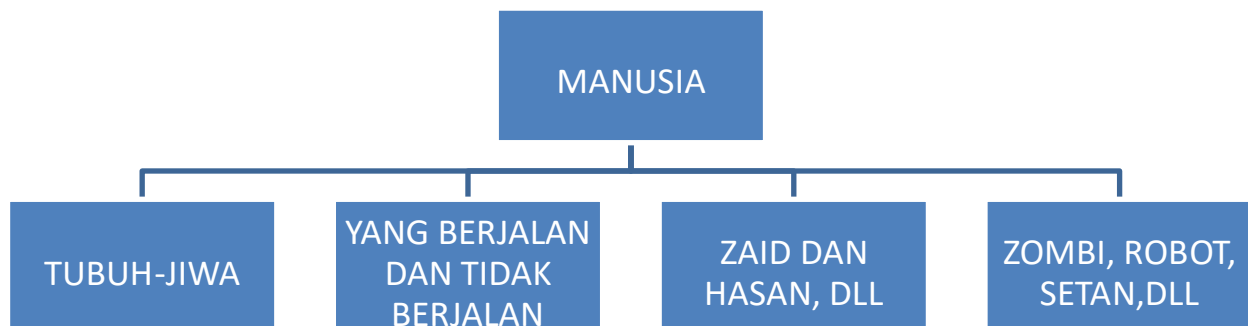 MANUSIA
TUBUH-JIWA
YANG BERJALAN
DAN TIDAK
BERJALAN
ZAID DAN
HASAN, DLL
ZOMBI, ROBOT,
SETAN,DLL